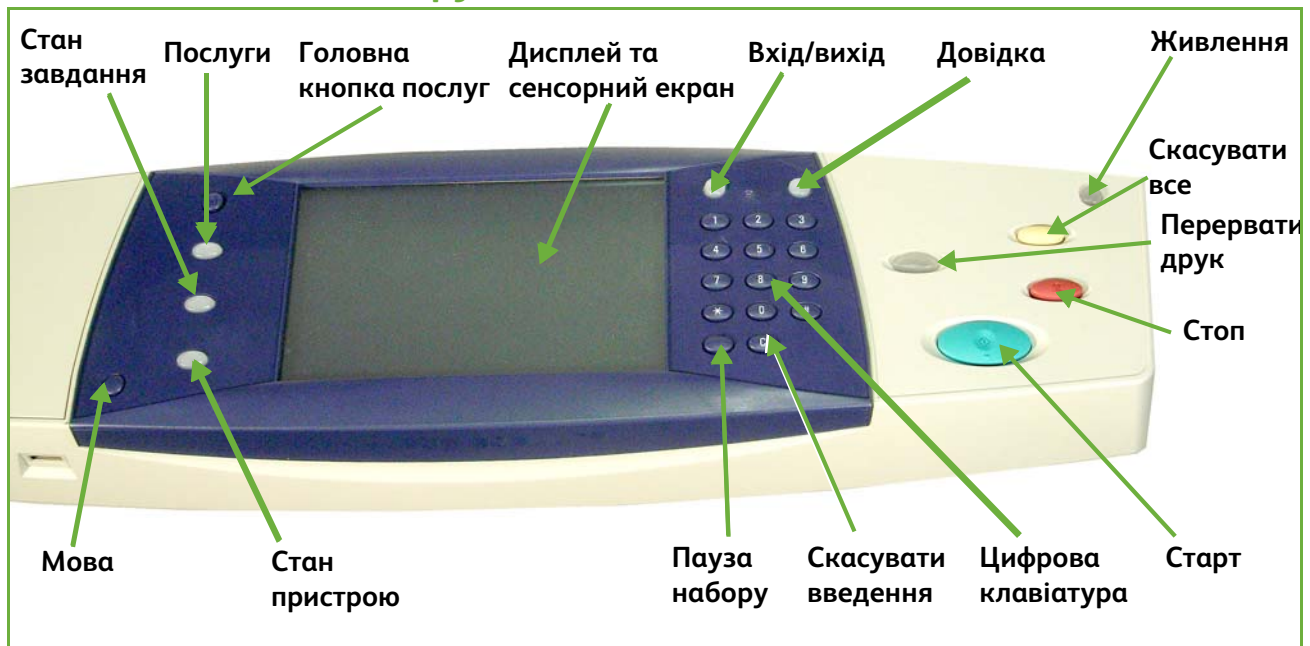 Стан
завдання
Послуги
Головна
кнопка послуг
Дисплей та
сенсорний екран
Вхід/вихід
Довідка
Живлення
Скасувати
все
Перервати
друк
Стоп
1 2 3
4 5 6
7 8 9
* 0 #
C
Мова
Стан
пристрою
Пауза
набору
Скасувати
введення
Цифрова
клавіатура
Старт